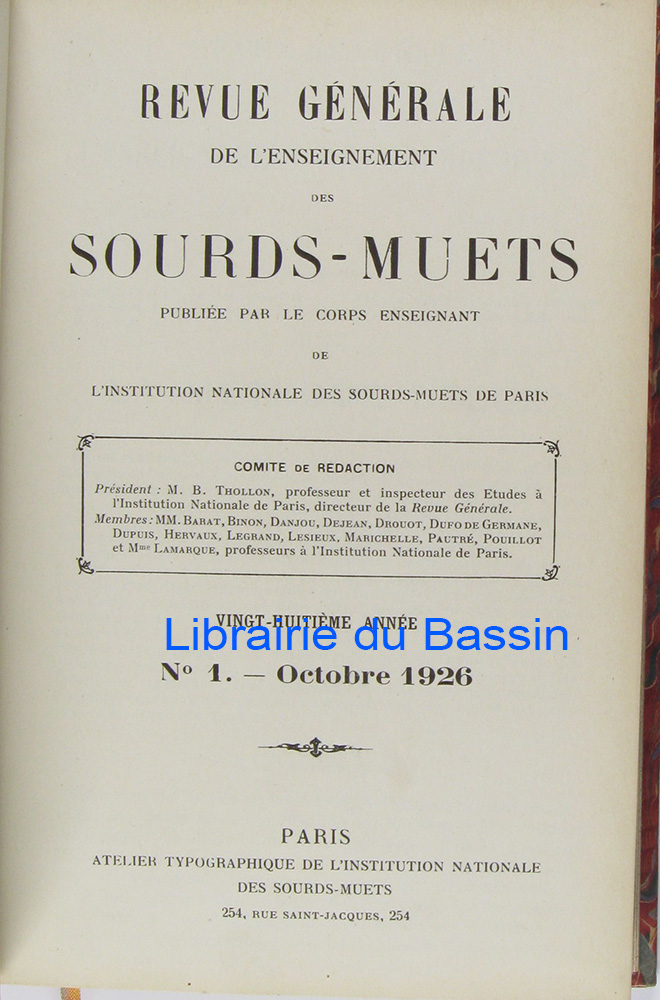 REVUE GÉNÉRALE
DE L'ENSEIGNEMENT
DES
SOURDS-MUETS
PUBLIÉE PAR LE CORPS ENSEIGNANT
DE
L'INSTITUTION NATIONALE DES SOURDS-MUETS DE PARIS
COMITE DE REDACTION
Président : M. B. THOLLON, professeur et inspecteur des Etudes à
l'Institution Nationale de Paris, directeur de la Revue Générale.
Membres : MM. BARAT, BINON, DANJOU, DEJEAN, DROUOT, DUFO DE GERMANE,
DUPUIS, HERVAUX, LEGRAND, LESIEUX, MARICHELLE, PAUTRÉ, POUILLOT
et Mme LAMARQUE, professeurs à l'Institution Nationale de Paris.
VINGT-HUITIÈME ANNÉE
Librairie du Bassin
No 1. — Octobre 1926
PARIS
ATELIER TYPOGRAPHIQUE DE L'INSTITUTION NATIONALE
DES SOURDS-MUETS
254, RUE SAINT-JACQUES, 254